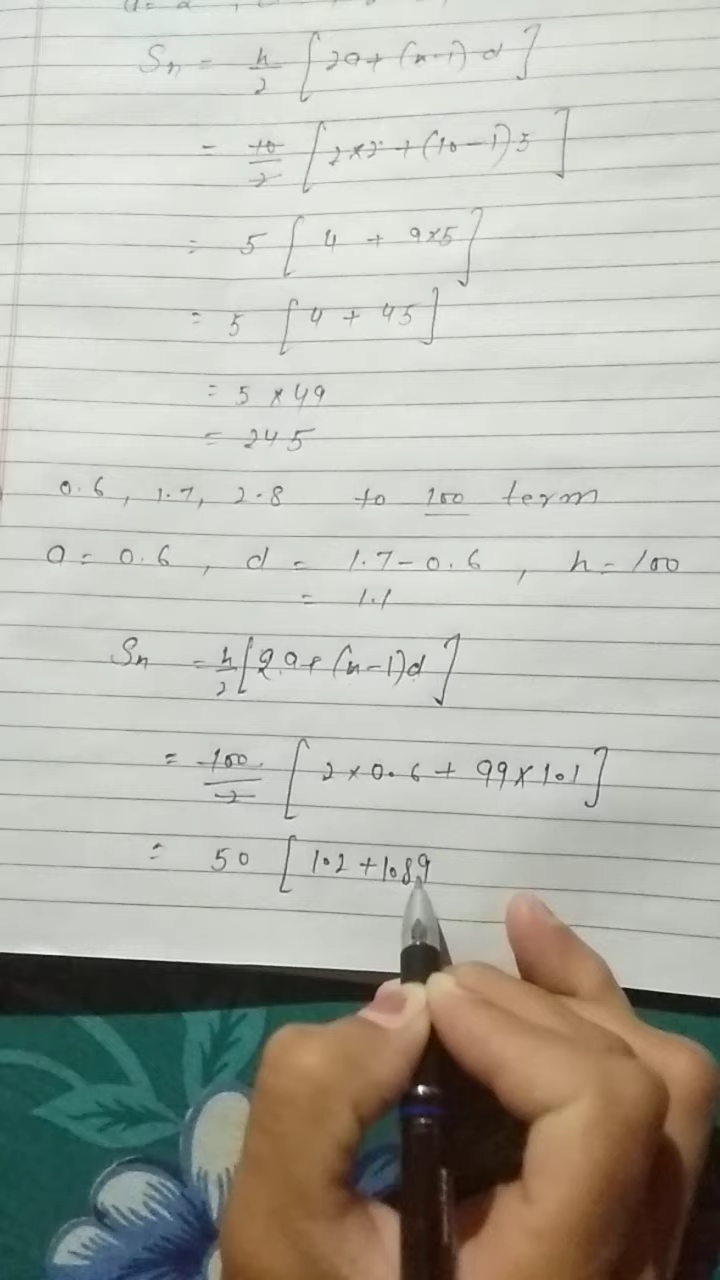 Sn = n/2 [2a+(n-1) d]
= 10/2 [2×2+(10-1)5]
= 5 [4 + 9×5]
= 5 [4 + 45]
= 5 × 49
= 245
0.6, 1.7, 2.8 to 100 term
a = 0.6, d = 1.7-0.6, n = 100
= 1.1
Sn = n/2 [2a+(n-1)d]
= 100/2 [2×0.6+ 99×1.1]
= 50 [1.2+1089